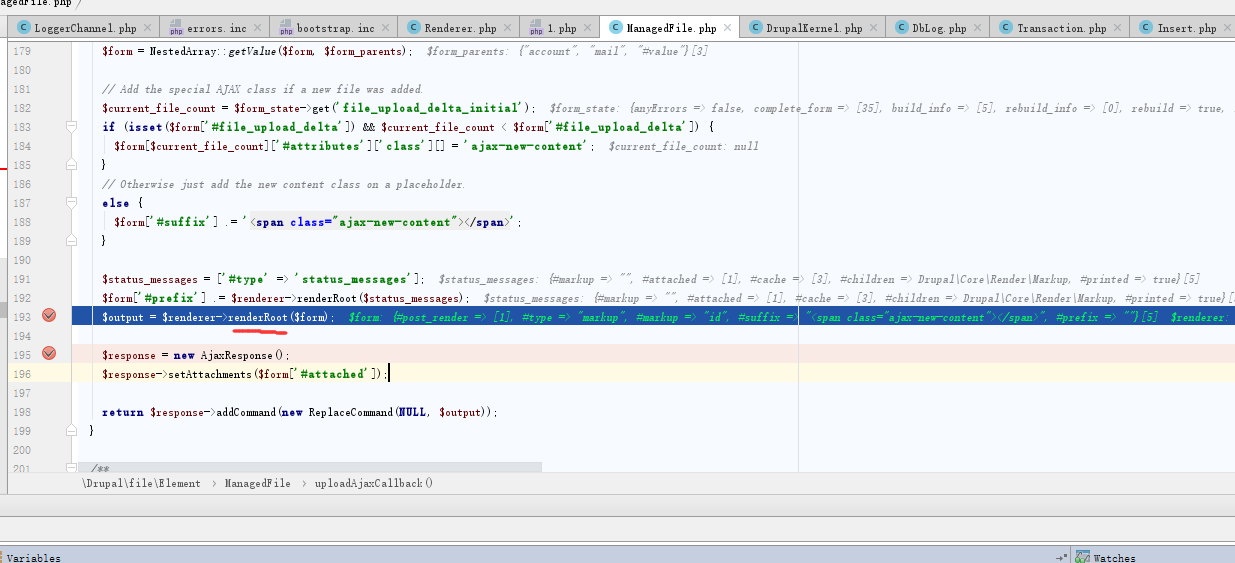 agedFile.php
LoggerChannel.php × errors.inc × bootstrap.inc × Renderer.php × 1.php × ManagedFile.php × DrupalKernel.php × DbLog.php × Transaction.php × Insert.php ×
179 $form = NestedArray::getValue($form, $form_parents); $form_parents: {"account", "mail", "#value"}[3]
180
181 // Add the special AJAX class if a new file was added.
182 $current_file_count = $form_state->get('file_upload_delta_initial'); $form_state: {anyErrors => false, complete_form => [35], build_info => [5], rebuild_info => [0], rebuild => true,
183 if (isset($form['#file_upload_delta']) && $current_file_count < $form['#file_upload_delta']) {
184 $form[$current_file_count]['#attributes']['class'][] = 'ajax-new-content'; $current_file_count: null
185 }
186 // Otherwise just add the new content class on a placeholder.
187 else {
188 $form['#suffix'] .= '<span class="ajax-new-content"></span>';
189 }
190
191 $status_messages = ['#type' => 'status_messages']; $status_messages: {#markup => "", #attached => [1], #cache => [3], #children => Drupal\Core\Render\Markup, #printed => true}[5]
192 $form['#prefix'] .= $renderer->renderRoot($status_messages); $status_messages: {#markup => "", #attached => [1], #cache => [3], #children => Drupal\Core\Render\Markup, #printed => true}[
193 $output = $renderer->renderRoot($form); $form: {#post_render => [1], #type => "markup", #markup => "id", #suffix => "<span class="ajax-new-content"></span>", #prefix => ""}[5] $renderer:
194
195 $response = new AjaxResponse();
196 $response->setAttachments($form['#attached']);
197
198 return $response->addCommand(new ReplaceCommand(NULL, $output));
199 }
200
201 /**
\Drupal\file\Element › ManagedFile › uploadAjaxCallback()
Variables
Watches